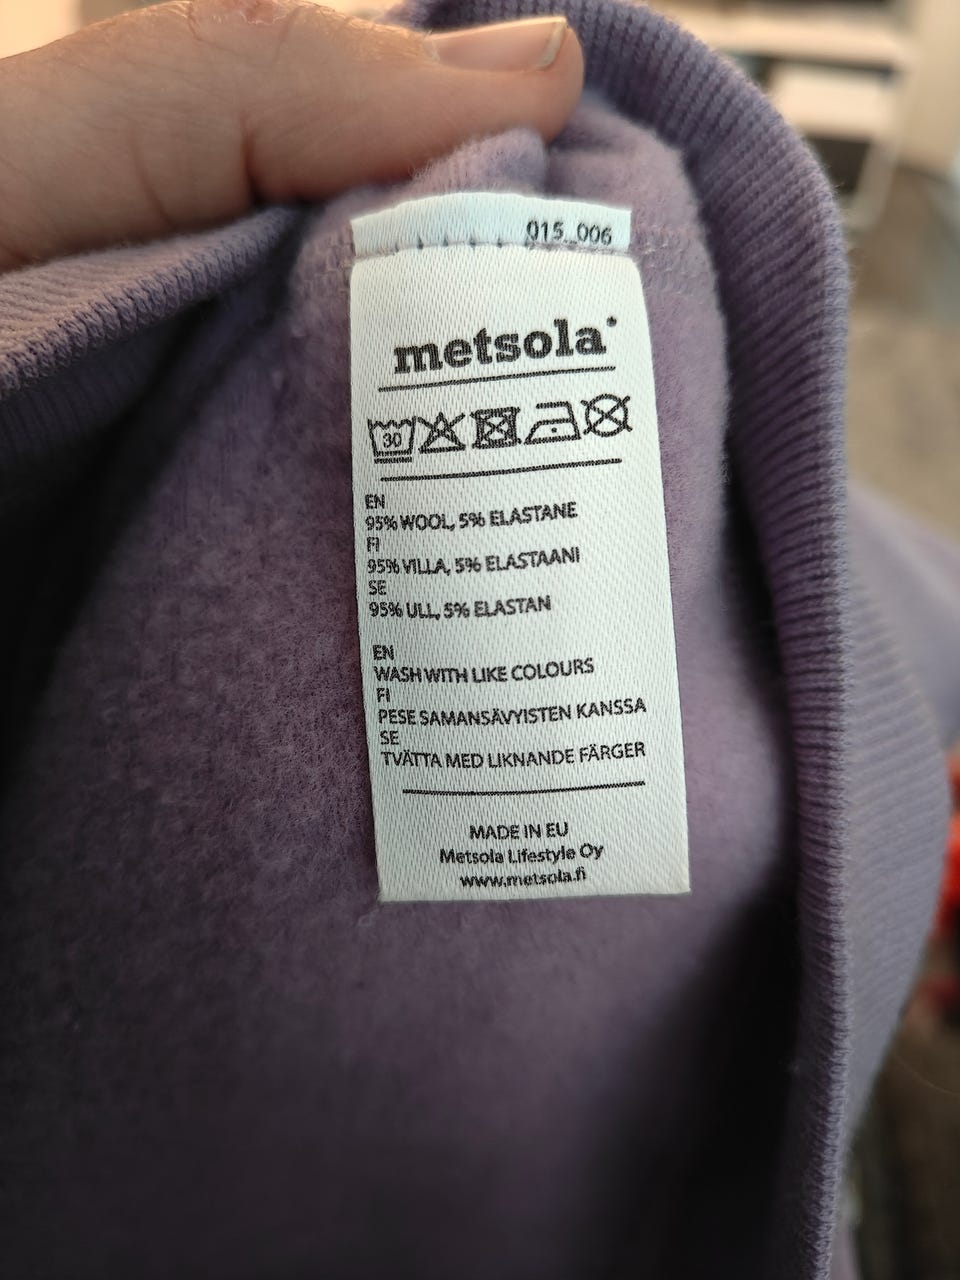 015_006
metsola
30
EN
95% WOOL, 5% ELASTANE
FI
95% VILLA, 5% ELASTAANI
SE
95% ULL, 5% ELASTAN
EN
WASH WITH LIKE COLOURS
FI
PESE SAMANSÄVYISTEN KANSSA
SE
TVÄTTA MED LIKNANDE FÄRGER
MADE IN EU
Metsola Lifestyle Oy
www.metsola.fi